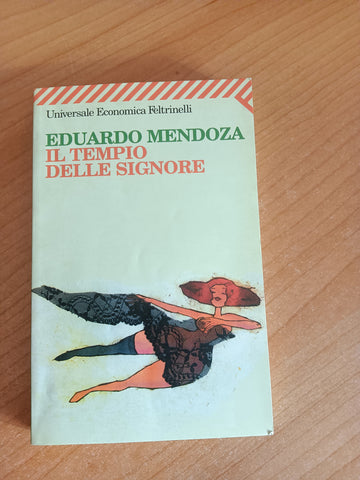 Universale Economica Feltrinelli
EDUARDO MENDOZA
IL TEMPIO
DELLE SIGNORE